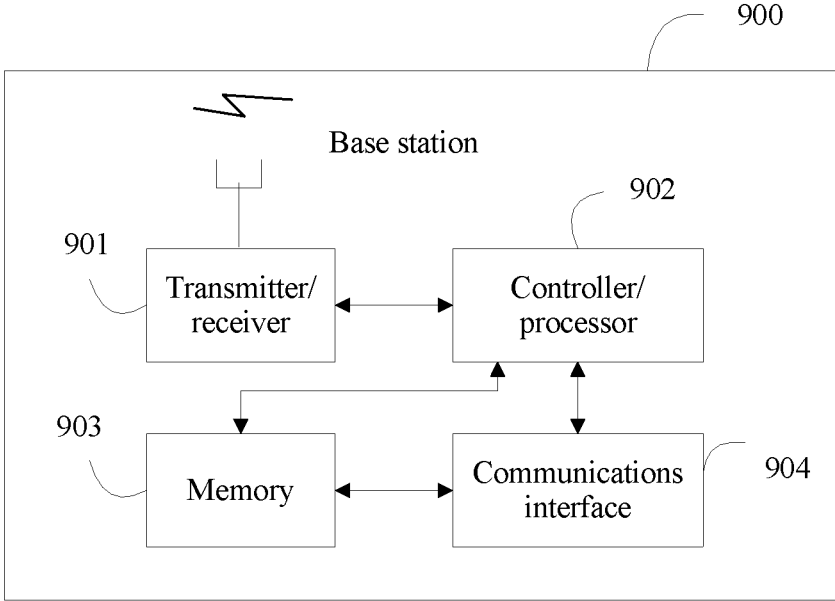 900
Base station
902
901
Transmitter/
receiver
Controller/
processor
903
Memory
Communications
interface
904